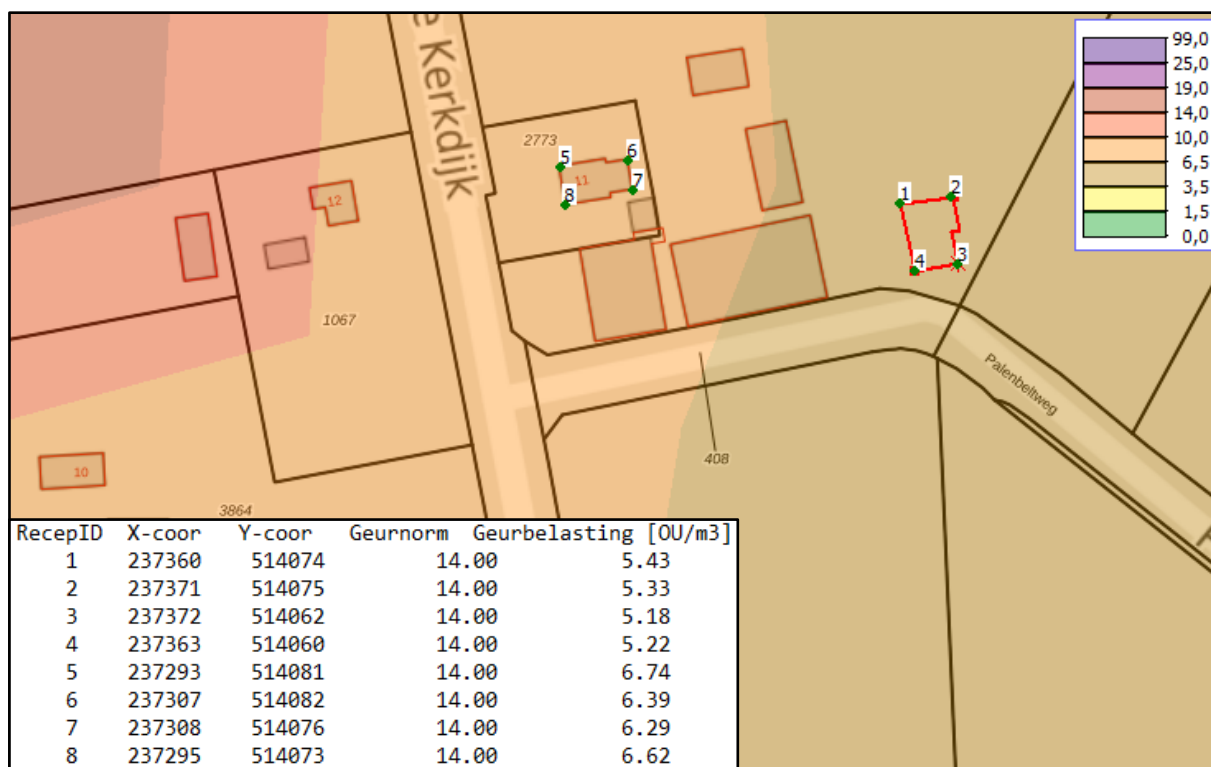 e Kerkdijk
99,0
25,0
19,0
14,0
10,0
6,5
3,5
1,5
0,0
2773
5
6
11
7
8
12
1
2
3
4
1067
Palenbeltweg
408
10
3864
RecepID X-coor Y-coor Geurnorm Geurbelasting [OU/m3]
1 237360 514074 14.00 5.43
2 237371 514075 14.00 5.33
3 237372 514062 14.00 5.18
4 237363 514060 14.00 5.22
5 237293 514081 14.00 6.74
6 237307 514082 14.00 6.39
7 237308 514076 14.00 6.29
8 237295 514073 14.00 6.62